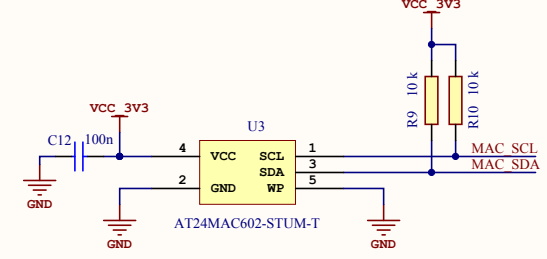 VCC_3V3
R9 10 k
R10 10 k
VCC_3V3
C12 100n
U3
4 VCC SCL 1 MAC_SCL
SDA 3 MAC_SDA
2 GND WP 5
AT24MAC602-STUM-T
GND
GND
GND